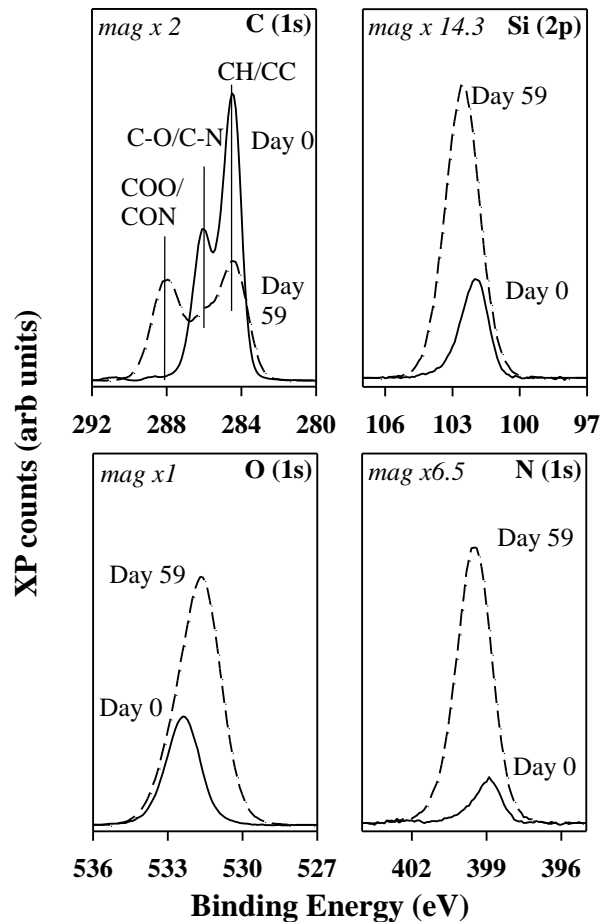 mag x 2
C (1s)
CH/CC
C-O/C-N
Day 0
COO/
CON
Day
59
292 288 284 280
mag x 14.3
Si (2p)
Day 59
Day 0
106 103 100 97
XP counts (arb units)
mag x1
O (1s)
Day 59
Day 0
536 533 530 527
mag x6.5
N (1s)
Day 59
Day 0
402 399 396
Binding Energy (eV)